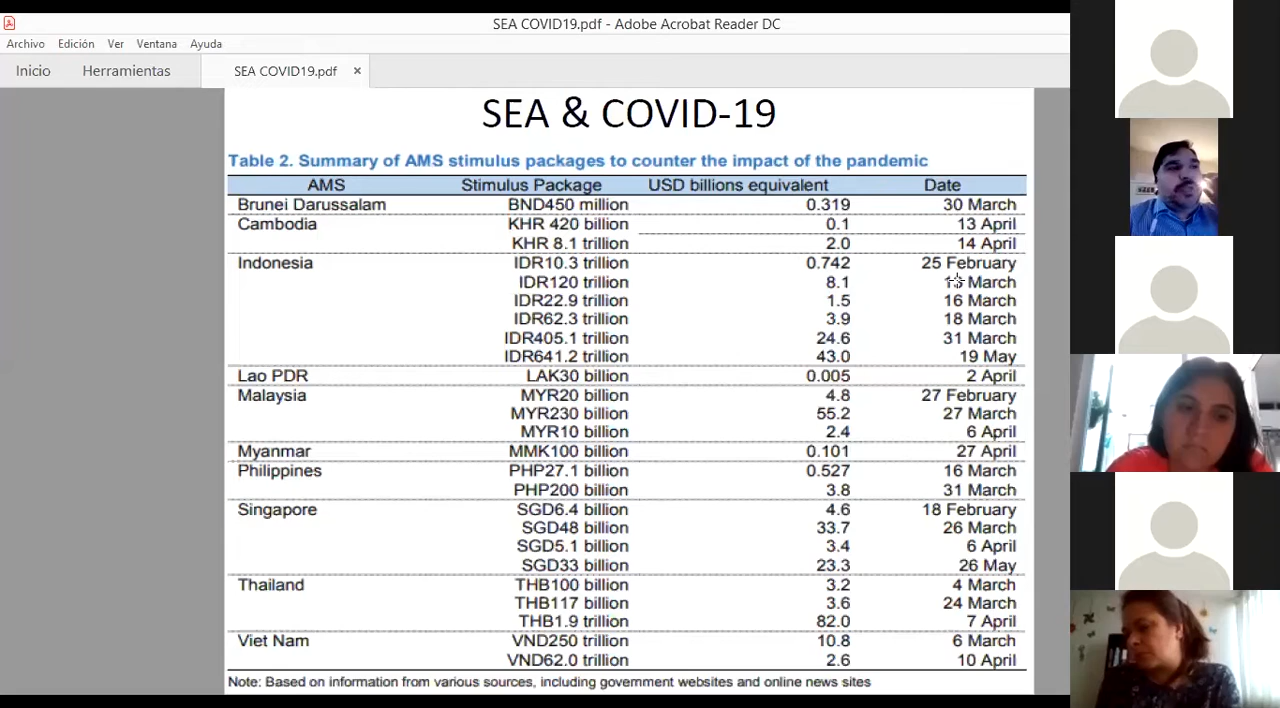 SEA COVID19.pdf - Adobe Acrobat Reader DC
Archivo Edición Ver Ventana Ayuda
Inicio Herramientas SEA COVID19.pdf ×
SEA & COVID-19
Table 2. Summary of AMS stimulus packages to counter the impact of the pandemic
AMS Stimulus Package USD billions equivalent Date
Brunei Darussalam BND450 million 0.319 30 March
Cambodia KHR 420 billion 0.1 13 April
KHR 8.1 trillion 2.0 14 April
Indonesia IDR10.3 trillion 0.742 25 February
IDR120 trillion 8.1 March
IDR22.9 trillion 1.5 16 March
IDR62.3 trillion 3.9 18 March
IDR405.1 trillion 24.6 31 March
IDR641.2 trillion 43.0 19 May
Lao PDR LAK30 billion 0.005 2 April
Malaysia MYR20 billion 4.8 27 February
MYR230 billion 55.2 27 March
MYR10 billion 2.4 6 April
Myanmar MMK100 billion 0.101 27 April
Philippines PHP27.1 billion 0.527 16 March
PHP200 billion 3.8 31 March
Singapore SGD6.4 billion 4.6 18 February
SGD48 billion 33.7 26 March
SGD5.1 billion 3.4 6 April
SGD33 billion 23.3 26 May
Thailand THB100 billion 3.2 4 March
THB117 billion 3.6 24 March
THB1.9 trillion 82.0 7 April
Viet Nam VND250 trillion 10.8 6 March
VND62.0 trillion 2.6 10 April
Note: Based on information from various sources, including government websites and online news sites